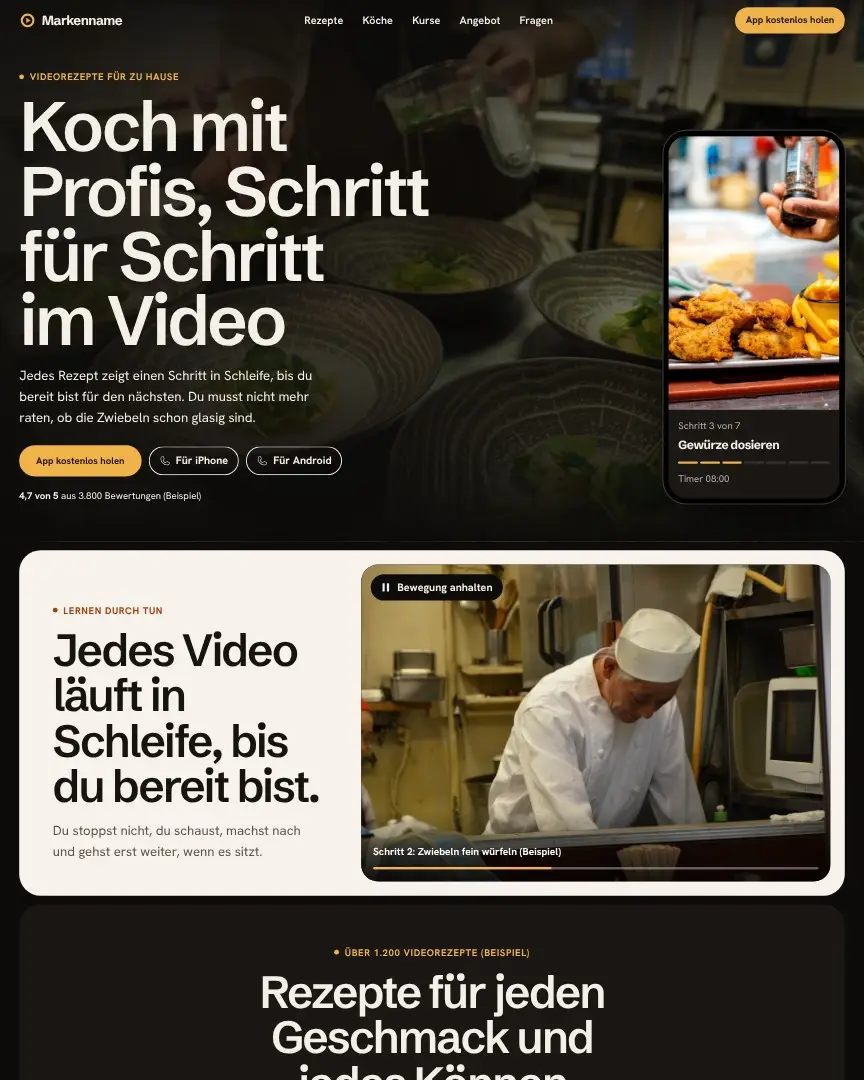 Markenname
Rezepte
Köche
Kurse
Angebot
Fragen
App kostenlos holen
VIDEOREZEPTE FÜR ZU HAUSE
Koch mit
Profis, Schritt
für Schritt
im Video
Jedes Rezept zeigt einen Schritt in Schleife, bis du
bereit bist für den nächsten. Du musst nicht mehr
raten, ob die Zwiebeln schon glasig sind.
App kostenlos holen
Für iPhone
Für Android
4,7 von 5 aus 3.800 Bewertungen (Beispiel)
Schritt 3 von 7
Gewürze dosieren
Timer 08:00
LERNEN DURCH TUN
Jedes Video
läuft in
Schleife, bis
du bereit bist.
Du stoppst nicht, du schaust, machst nach
und gehst erst weiter, wenn es sitzt.
Bewegung anhalten
Schritt 2: Zwiebeln fein würfeln (Beispiel)
ÜBER 1.200 VIDEOREZEPTE (BEISPIEL)
Rezepte für jeden
Geschmack und
jedes Können